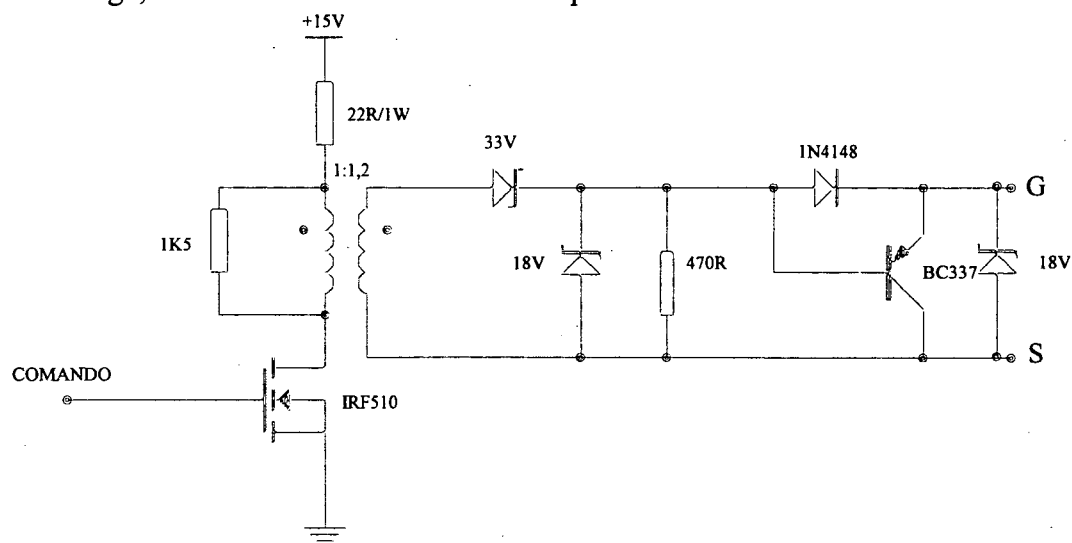 +15V
22R/1W
1:1,2
1K5
33V
1N4148
G
18V
470R
BC337
18V
S
COMANDO
IRF510